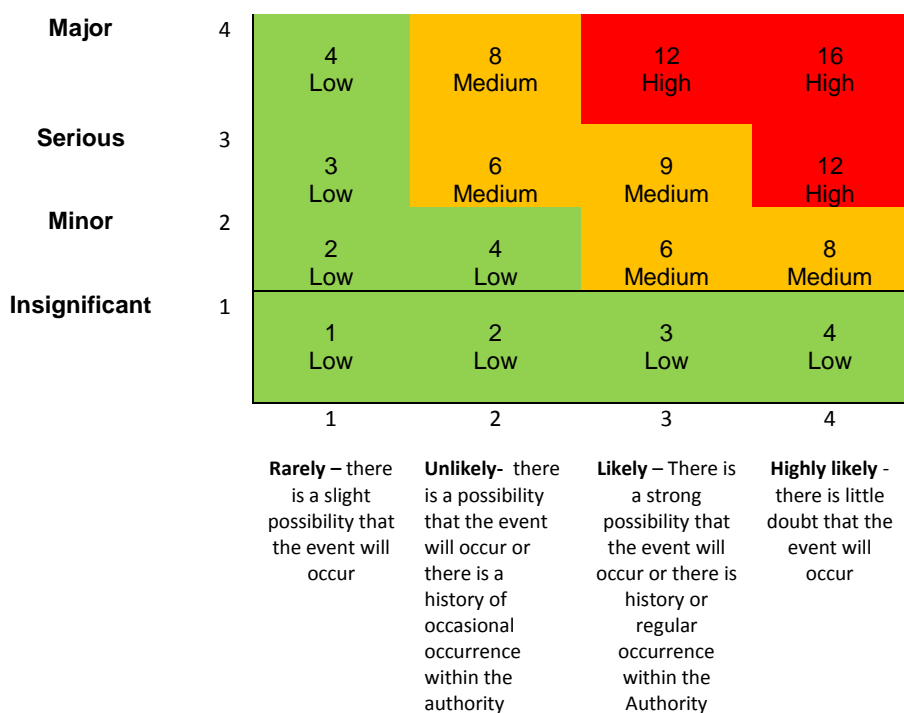 Major 4
4 8 12 16
Low Medium High High
Serious 3
3 6 9 12
Low Medium Medium High
Minor 2
2 4 6 8
Low Low Medium Medium
Insignificant 1
1 2 3 4
Low Low Low Low
1 2 3 4
Rarely – there
is a slight
possibility that
the event will
occur
Unlikely- there
is a possibility
that the event
will occur or
there is a
history of
occasional
occurrence
within the
authority
Likely – There is
a strong
possibility that
the event will
occur or there is
history or
regular
occurrence
within the
Authority
Highly likely -
there is little
doubt that the
event will
occur